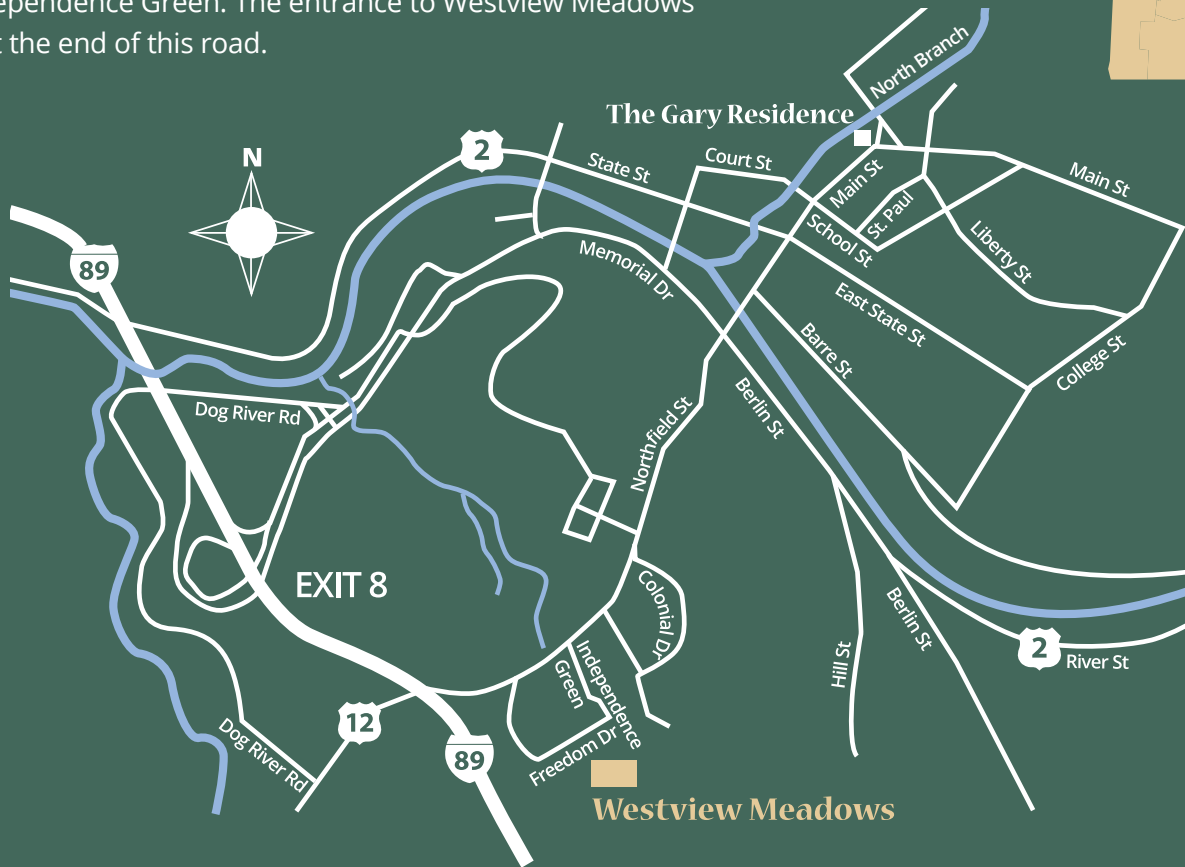 ependence Green. The entrance to Westview Meadows
t the end of this road.
North Branch
The Gary Residence
2
State St
Court St
Main St
Main St
N
St. Paul
School St
Liberty St
89
Memorial Dr
East State St
Barre St
College St
Berlin St
Dog River Rd
Northfield St
EXIT 8
Colonial Dr
Berlin St
Independence
Green
Hill St
2
River St
12
Dog River Rd
89
Freedom Dr
Westview Meadows